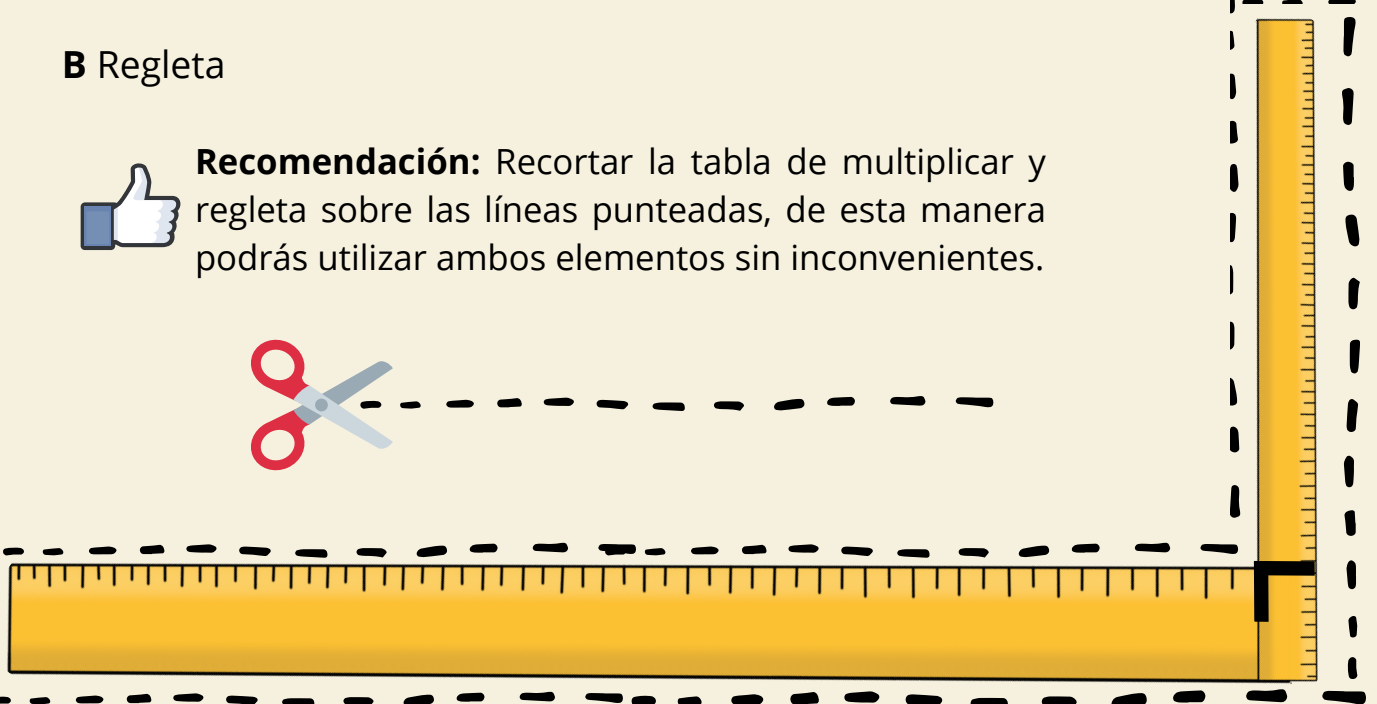 B Regleta
Recomendación: Recortar la tabla de multiplicar y
regleta sobre las líneas punteadas, de esta manera
podrás utilizar ambos elementos sin inconvenientes.